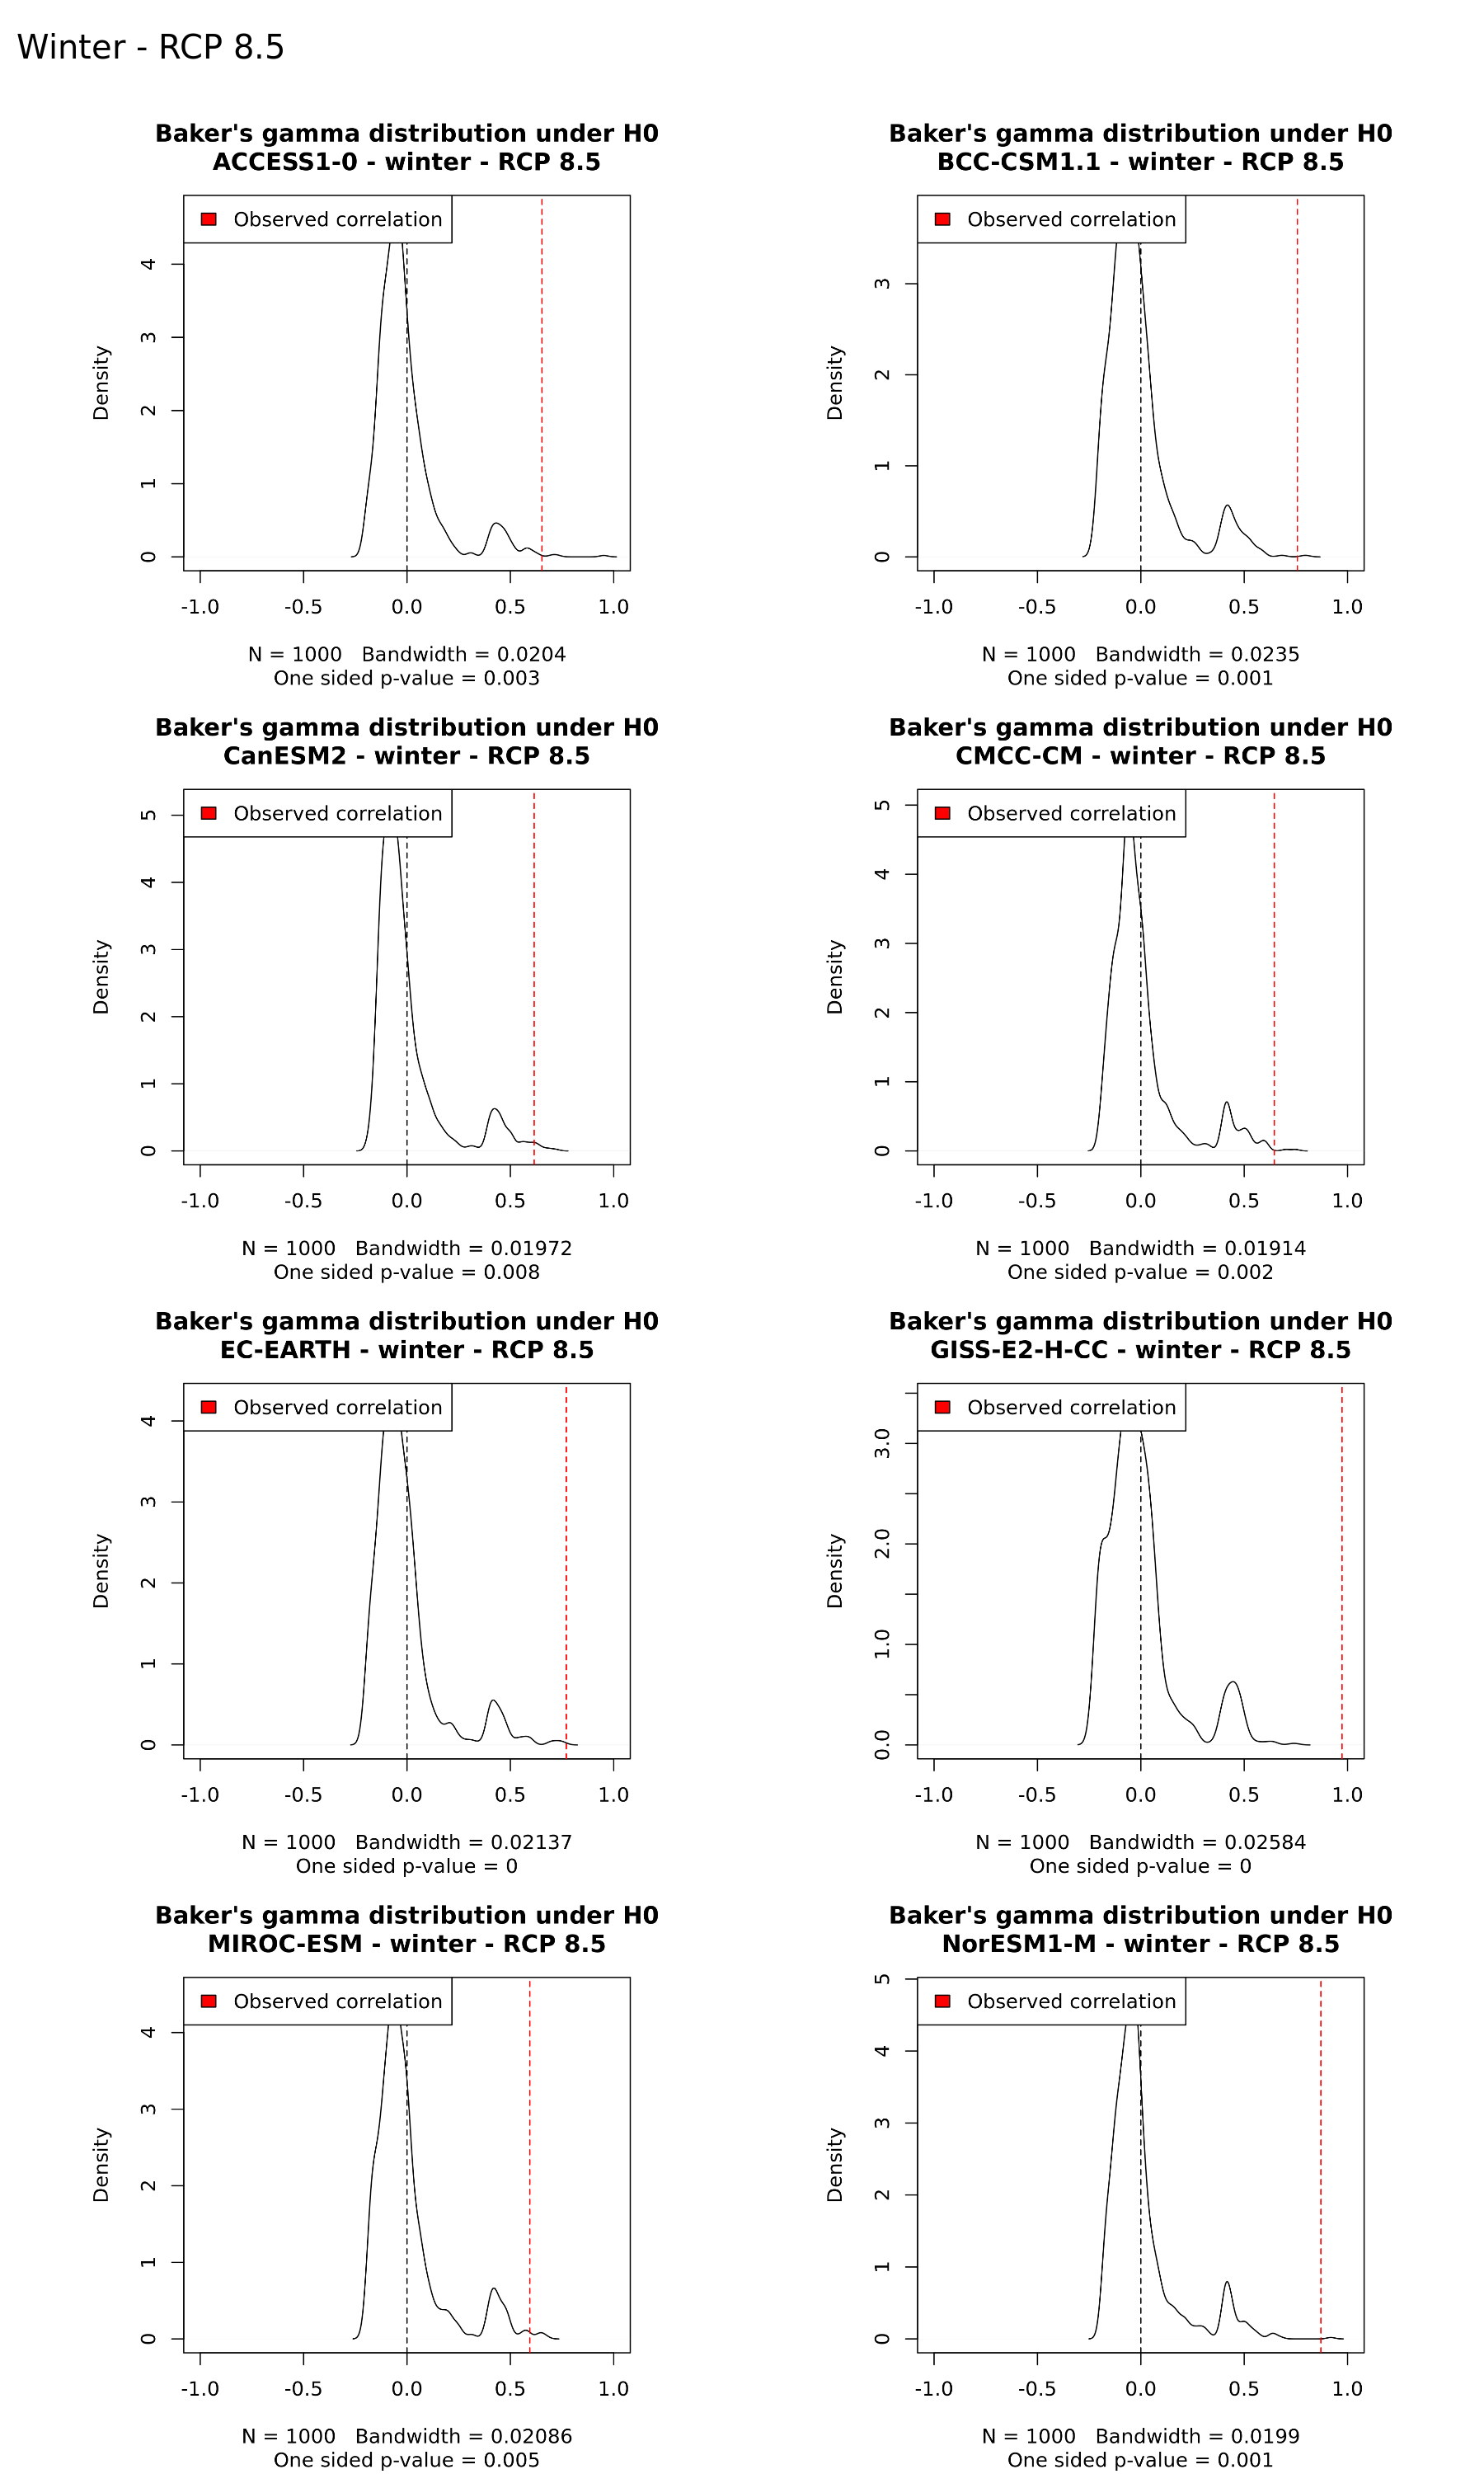 Winter - RCP 8.5
Baker's gamma distribution under H0
ACCESS1-0 - winter - RCP 8.5
Observed correlation
Density
0 1 2 3 4
-1.0 -0.5 0.0 0.5 1.0
N = 1000 Bandwidth = 0.0204
One sided p-value = 0.003
Baker's gamma distribution under H0
BCC-CSM1.1 - winter - RCP 8.5
Observed correlation
Density
0 1 2 3
-1.0 -0.5 0.0 0.5 1.0
N = 1000 Bandwidth = 0.0235
One sided p-value = 0.001
Baker's gamma distribution under H0
CanESM2 - winter - RCP 8.5
Observed correlation
Density
0 1 2 3 4 5
-1.0 -0.5 0.0 0.5 1.0
N = 1000 Bandwidth = 0.01972
One sided p-value = 0.008
Baker's gamma distribution under H0
CMCC-CM - winter - RCP 8.5
Observed correlation
Density
0 1 2 3 4 5
-1.0 -0.5 0.0 0.5 1.0
N = 1000 Bandwidth = 0.01914
One sided p-value = 0.002
Baker's gamma distribution under H0
EC-EARTH - winter - RCP 8.5
Observed correlation
Density
0 1 2 3 4
-1.0 -0.5 0.0 0.5 1.0
N = 1000 Bandwidth = 0.02137
One sided p-value = 0
Baker's gamma distribution under H0
GISS-E2-H-CC - winter - RCP 8.5
Observed correlation
Density
0.0 1.0 2.0 3.0
-1.0 -0.5 0.0 0.5 1.0
N = 1000 Bandwidth = 0.02584
One sided p-value = 0
Baker's gamma distribution under H0
MIROC-ESM - winter - RCP 8.5
Observed correlation
Density
0 1 2 3 4
-1.0 -0.5 0.0 0.5 1.0
N = 1000 Bandwidth = 0.02086
One sided p-value = 0.005
Baker's gamma distribution under H0
NorESM1-M - winter - RCP 8.5
Observed correlation
Density
0 1 2 3 4 5
-1.0 -0.5 0.0 0.5 1.0
N = 1000 Bandwidth = 0.0199
One sided p-value = 0.001